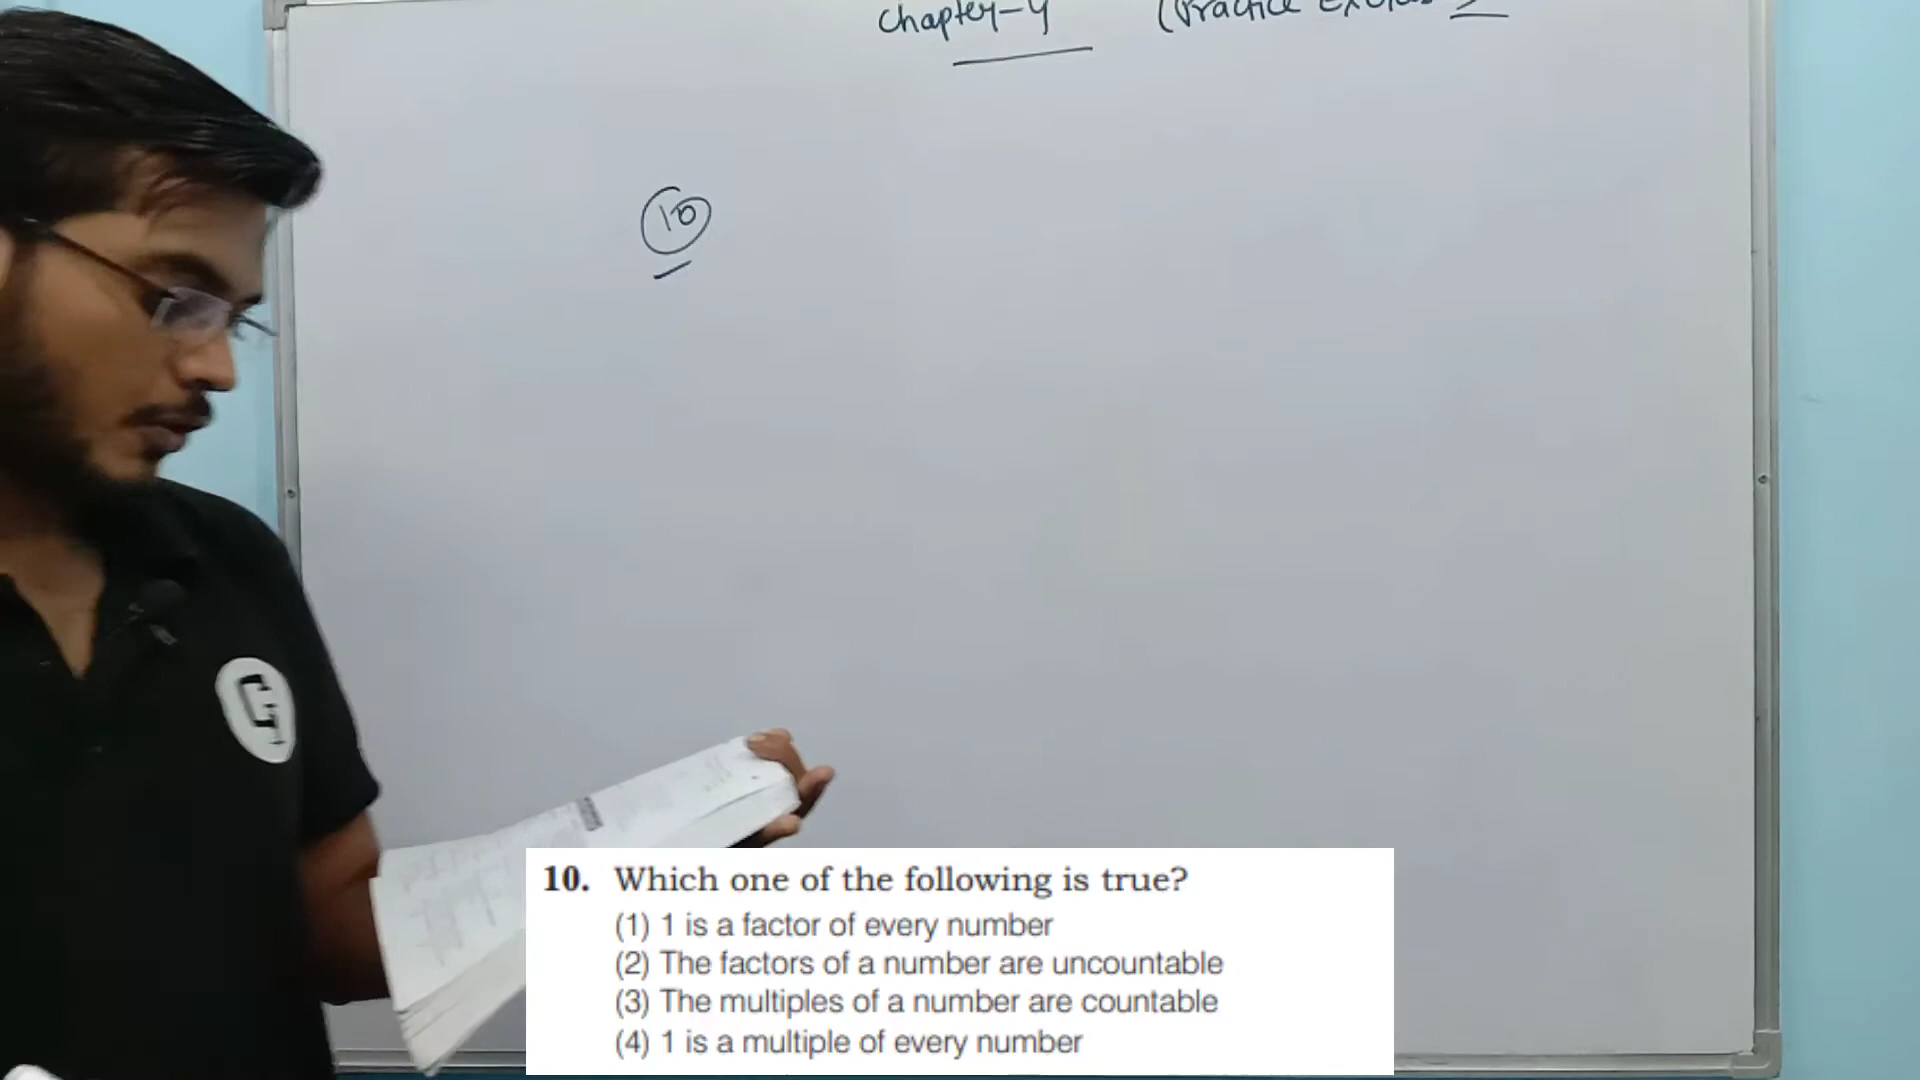 Chapter-4 (Practice
10
10. Which one of the following is true?
(1) 1 is a factor of every number
(2) The factors of a number are uncountable
(3) The multiples of a number are countable
(4) 1 is a multiple of every number